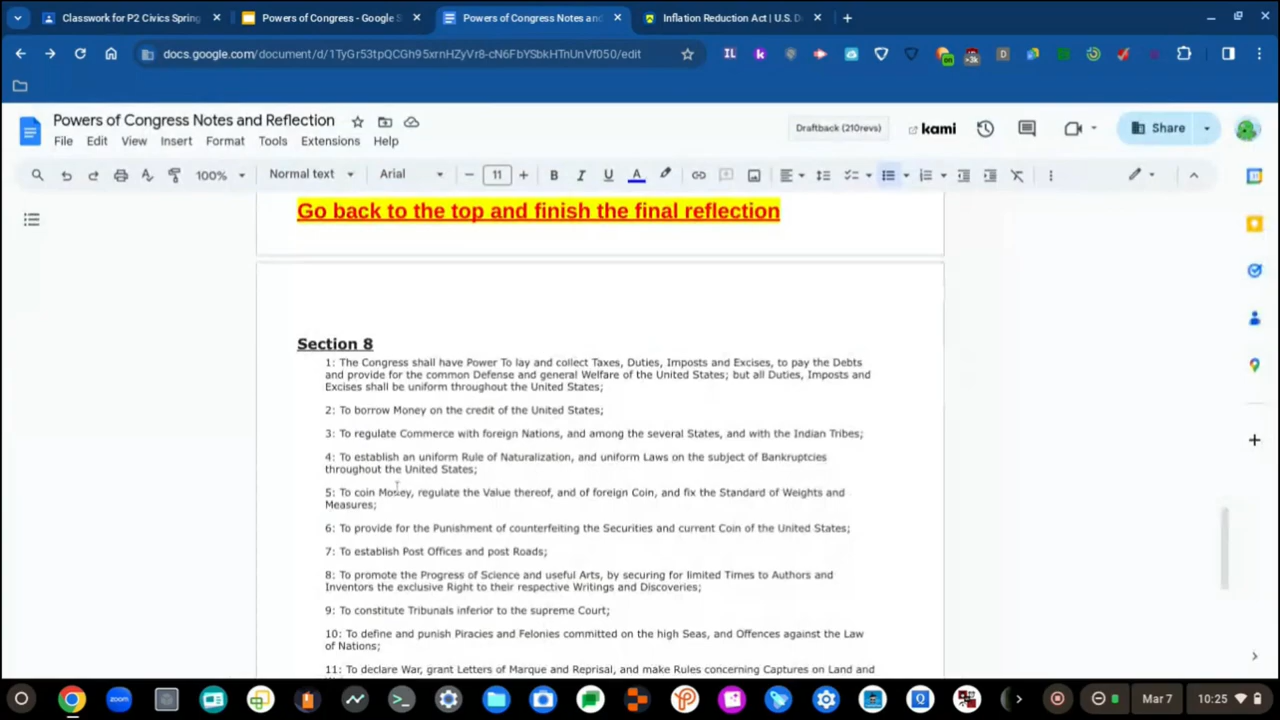 Classwork for P2 Civics Spring
Powers of Congress - Google S
Powers of Congress Notes and
Inflation Reduction Act | U.S. D
docs.google.com/document/d/1TyGr53tpQCGh95xrnHZyVr8-cN6FbYSbkHTnUnVf050/edit
Powers of Congress Notes and Reflection
Draftback (210revs)
kami
Share
File Edit View Insert Format Tools Extensions Help
100% Normal text Arial 11
Go back to the top and finish the final reflection
Section 8
1: The Congress shall have Power To lay and collect Taxes, Duties, Imposts and Excises, to pay the Debts
and provide for the common Defense and general Welfare of the United States; but all Duties, Imposts and
Excises shall be uniform throughout the United States;
2: To borrow Money on the credit of the United States;
3: To regulate Commerce with foreign Nations, and among the several States, and with the Indian Tribes;
4: To establish an uniform Rule of Naturalization, and uniform Laws on the subject of Bankruptcies
throughout the United States;
5: To coin Money, regulate the Value thereof, and of foreign Coin, and fix the Standard of Weights and
Measures;
6: To provide for the Punishment of counterfeiting the Securities and current Coin of the United States;
7: To establish Post Offices and post Roads;
8: To promote the Progress of Science and useful Arts, by securing for limited Times to Authors and
Inventors the exclusive Right to their respective Writings and Discoveries;
9: To constitute Tribunals inferior to the supreme Court;
10: To define and punish Piracies and Felonies committed on the high Seas, and Offences against the Law
of Nations;
11: To declare War, grant Letters of Marque and Reprisal, and make Rules concerning Captures on Land and
Mar 7 10:25